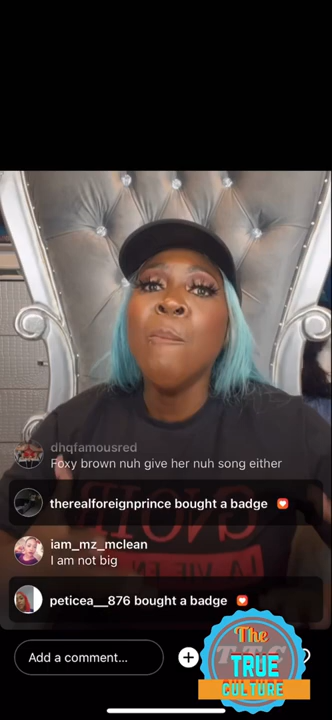 dhqfamousred
Foxy brown nuh give her nuh song either
therealforeignprince bought a badge
iam_mz_mclean
I am not big
peticea__876 bought a badge
Add a comment...
The
T.T.C
TRUE
CULTURE